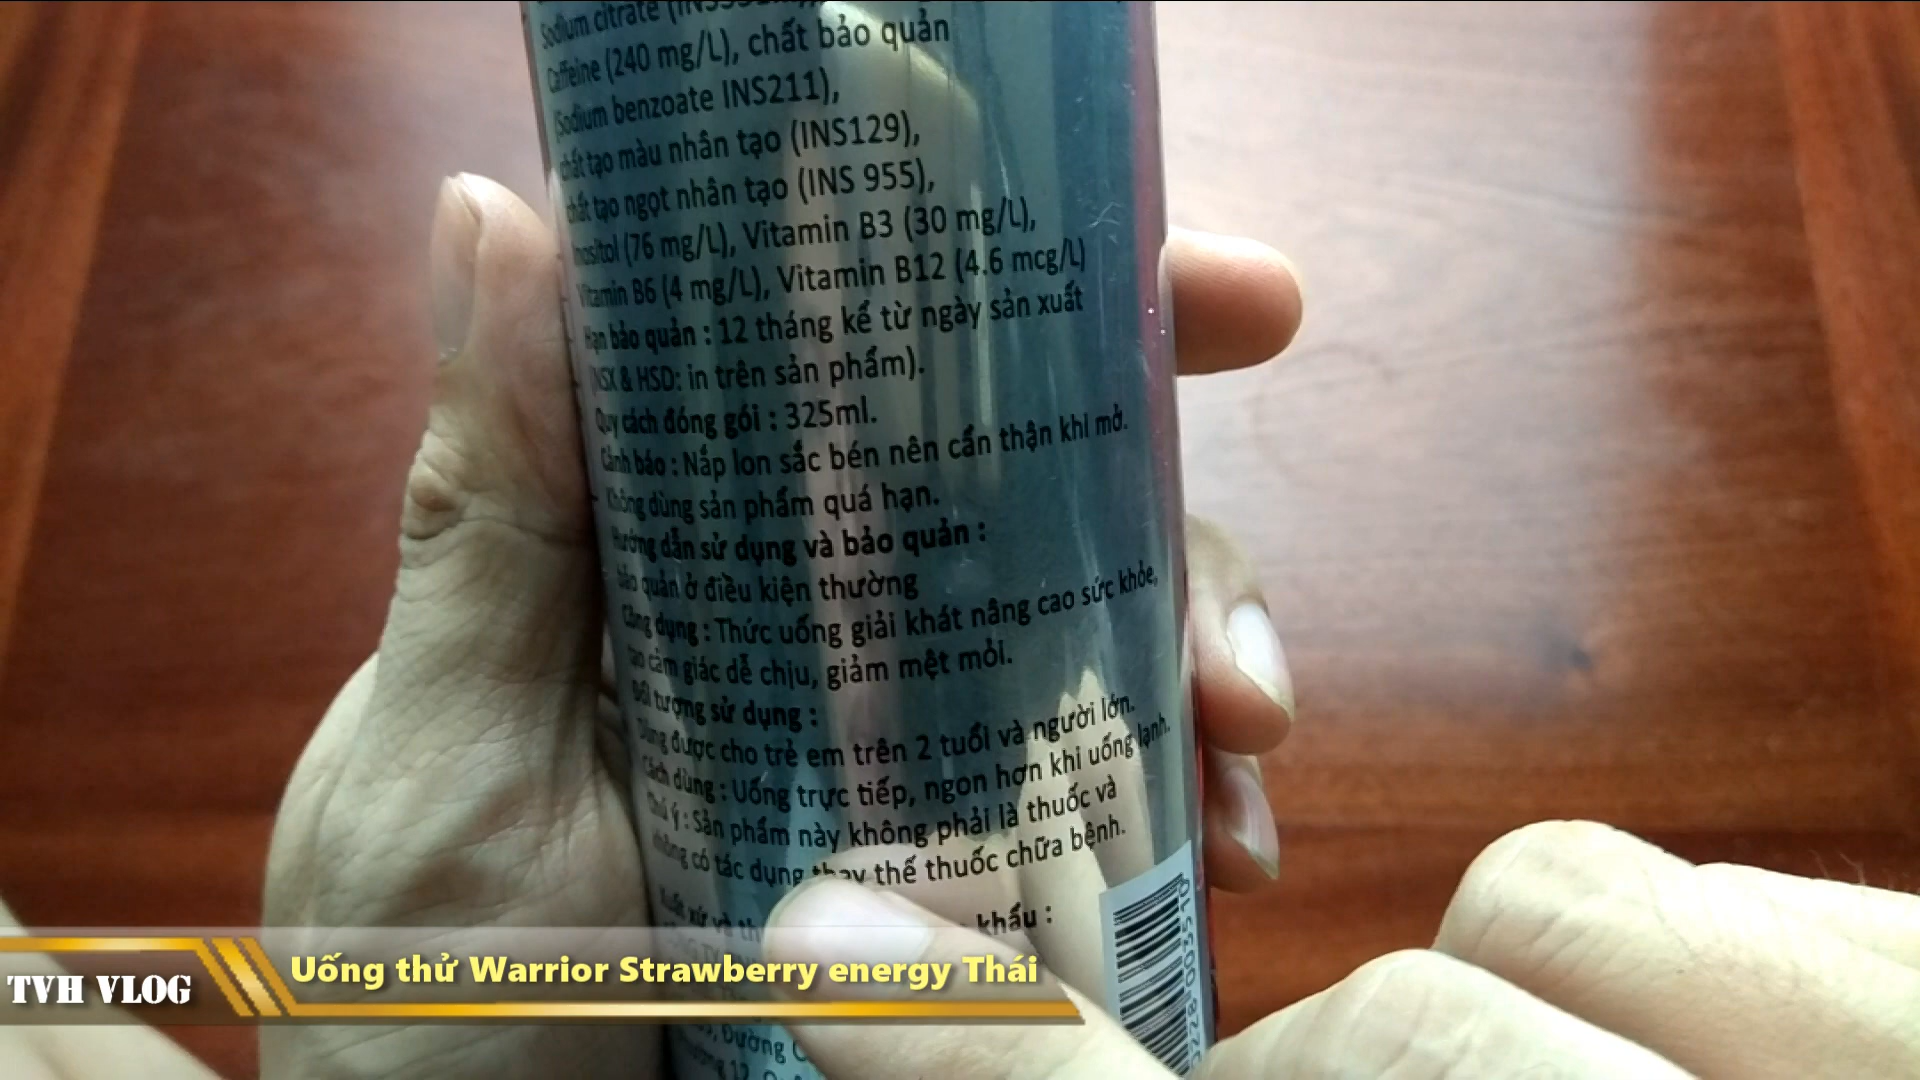 Sodium citrate
Caffeine (240 mg/L), chất bảo quản
(Sodium benzoate INS211),
chất tạo màu nhân tạo (INS129),
chất tạo ngọt nhân tạo (INS 955),
Inositol (76 mg/L), Vitamin B3 (30 mg/L),
Vitamin B6 (4 mg/L), Vitamin B12 (4.6 mcg/L)
Hạn bảo quản : 12 tháng kể từ ngày sản xuất
(NSX & HSD: in trên sản phẩm).
Quy cách đóng gói : 325ml.
Cảnh báo : Nắp lon sắc bén nên cẩn thận khi mở.
Không dùng sản phẩm quá hạn.
Hướng dẫn sử dụng và bảo quản :
bảo quản ở điều kiện thường
Công dụng : Thức uống giải khát nâng cao sức khỏe,
tạo cảm giác dễ chịu, giảm mệt mỏi.
Đối tượng sử dụng :
Dùng được cho trẻ em trên 2 tuổi và người lớn.
Cách dùng : Uống trực tiếp, ngon hơn khi uống lạnh.
Chú ý : Sản phẩm này không phải là thuốc và
không có tác dụng thay thế thuốc chữa bệnh.
Xuất xứ và khẩu :
TVH VLOG
Uống thử Warrior Strawberry energy Thái
Đường
12